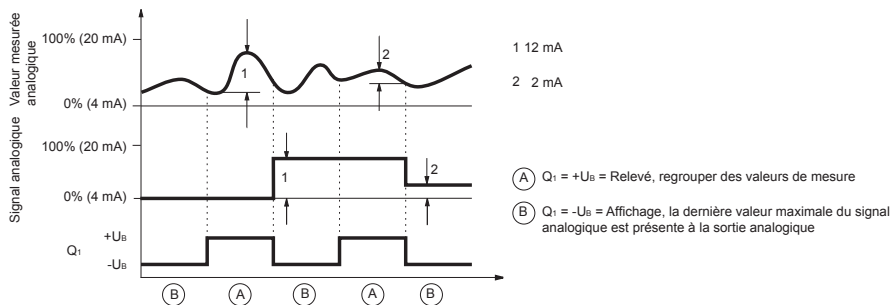 Valeur mesurée
analogique
100% (20 mA)
0% (4 mA)
1
2
1 12 mA
2 2 mA
Signal analogique
100% (20 mA)
0% (4 mA)
1
2
A Q1 = +UB = Relevé, regrouper des valeurs de mesure
B Q1 = -UB = Affichage, la dernière valeur maximale du signal
analogique est présente à la sortie analogique
Q1
+UB
-UB
B A B A B